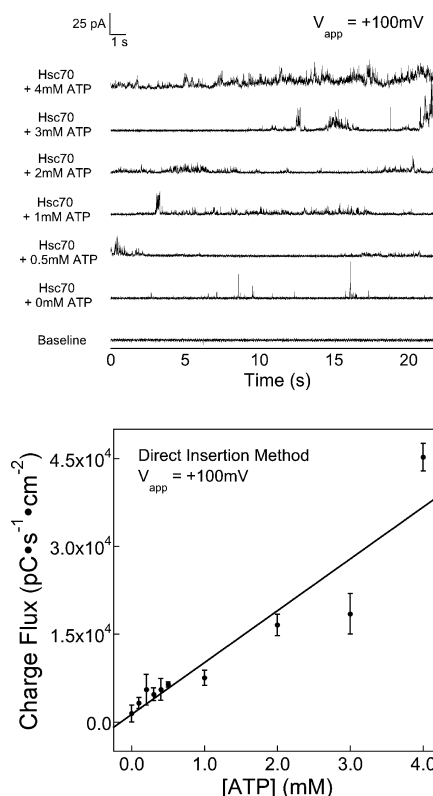 25 pA
1 s
V app = +100mV
Hsc70
+ 4mM ATP
Hsc70
+ 3mM ATP
Hsc70
+ 2mM ATP
Hsc70
+ 1mM ATP
Hsc70
+ 0.5mM ATP
Hsc70
+ 0mM ATP
Baseline
0 5 10 15 20
Time (s)
Charge Flux (pC•s⁻¹•cm⁻²)
4.5x10⁴
3.0x10⁴
1.5x10⁴
0.0
Direct Insertion Method
V app = +100mV
0.0 1.0 2.0 3.0 4.0
[ATP] (mM)